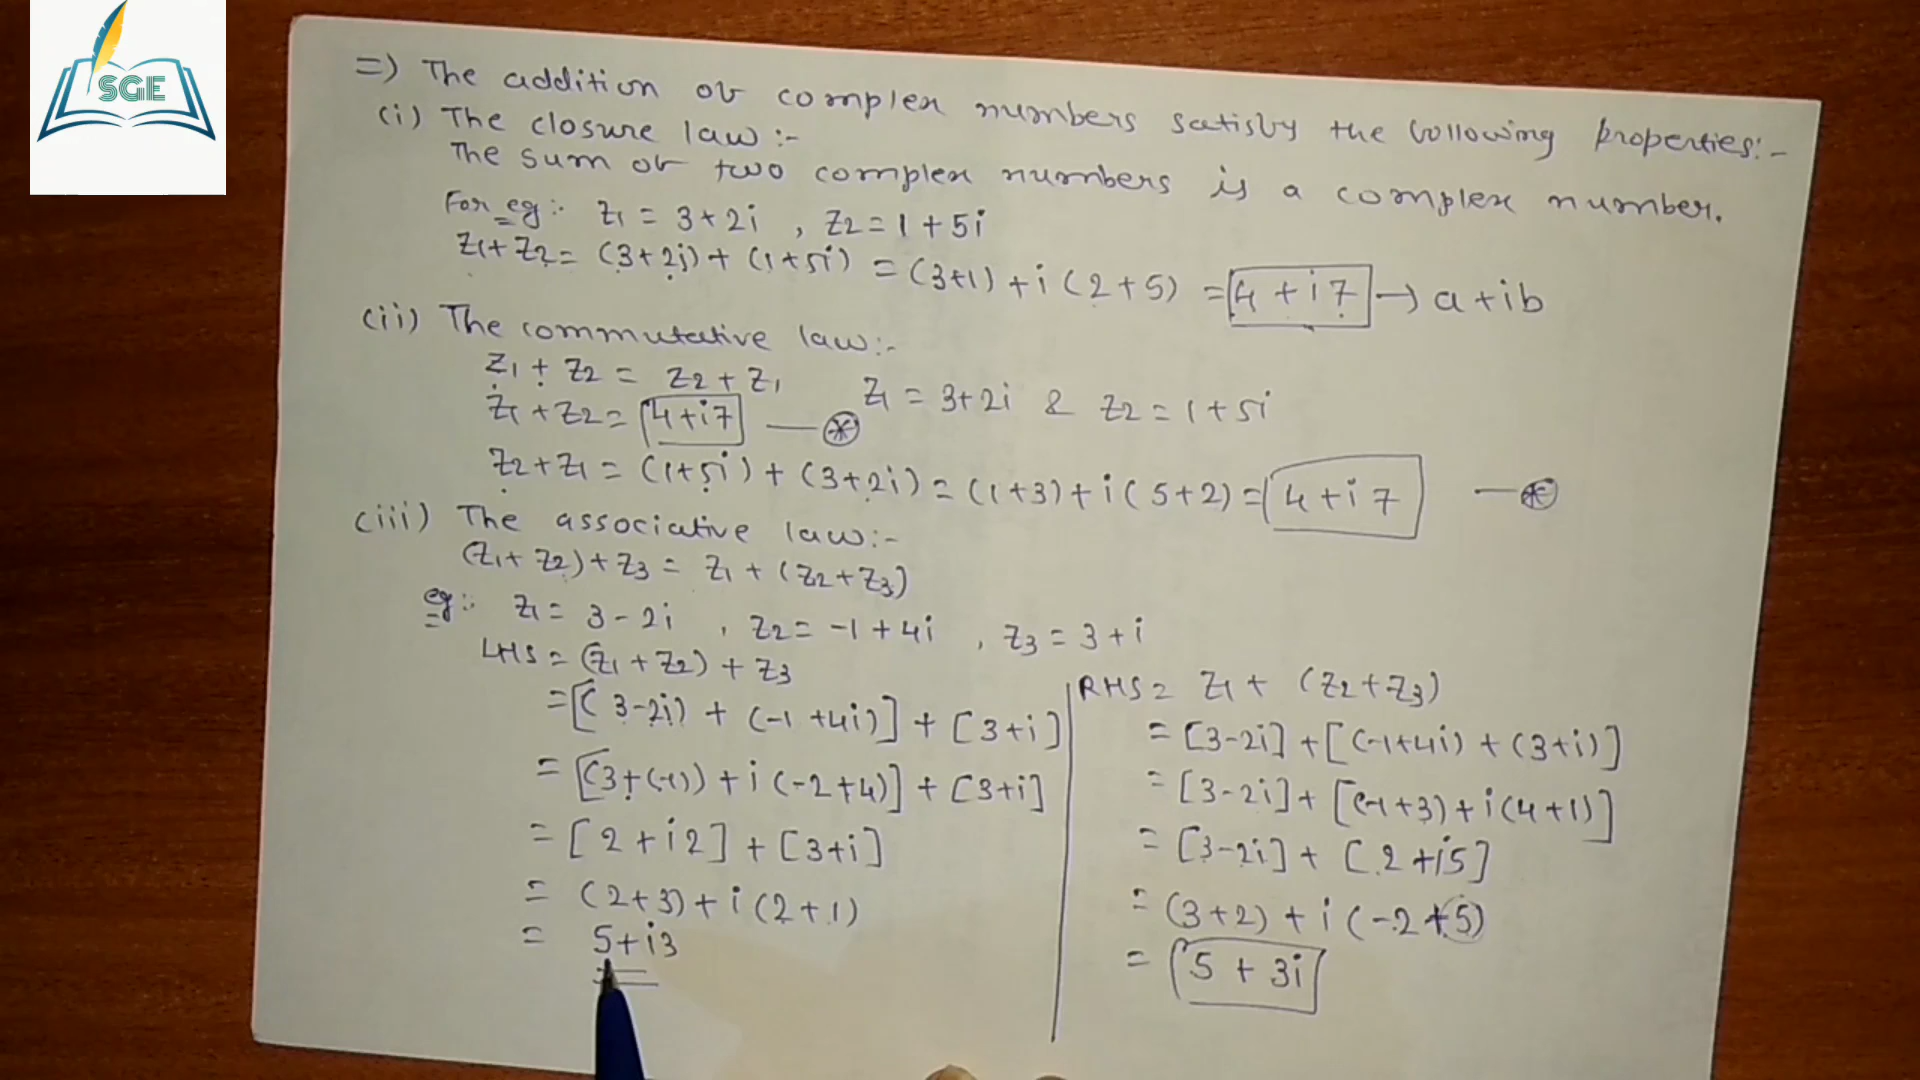 SGE
=) The addition of complex numbers satisfy the following properties:-
(i) The closure law :-
The sum of two complex numbers is a complex number.
For eg:- z1 = 3+2i , z2 = 1+5i
z1+z2 = (3+2i) + (1+5i) = (3+1) + i(2+5) = 4+i7 → a+ib
(ii) The commutative law:-
z1 + z2 = z2 + z1   z1 = 3+2i & z2 = 1+5i
z1 + z2 = 4+i7 — ⊛
z2+z1 = (1+5i) + (3+2i) = (1+3) + i(5+2) = 4+i7 — ⊛
(iii) The associative law:-
(z1+z2)+z3 = z1 + (z2+z3)
eg:- z1 = 3-2i , z2 = -1+4i , z3 = 3+i
LHS = (z1+z2) + z3
= [(3-2i) + (-1+4i)] + [3+i]
= [(3+(-1)) + i(-2+4)] + [3+i]
= [2+i2] + [3+i]
= (2+3) + i(2+1)
= 5+i3
RHS = z1 + (z2+z3)
= [3-2i] + [(-1+4i) + (3+i)]
= [3-2i] + [(-1+3) + i(4+1)]
= [3-2i] + [2+i5]
= (3+2) + i(-2+5)
= 5+3i